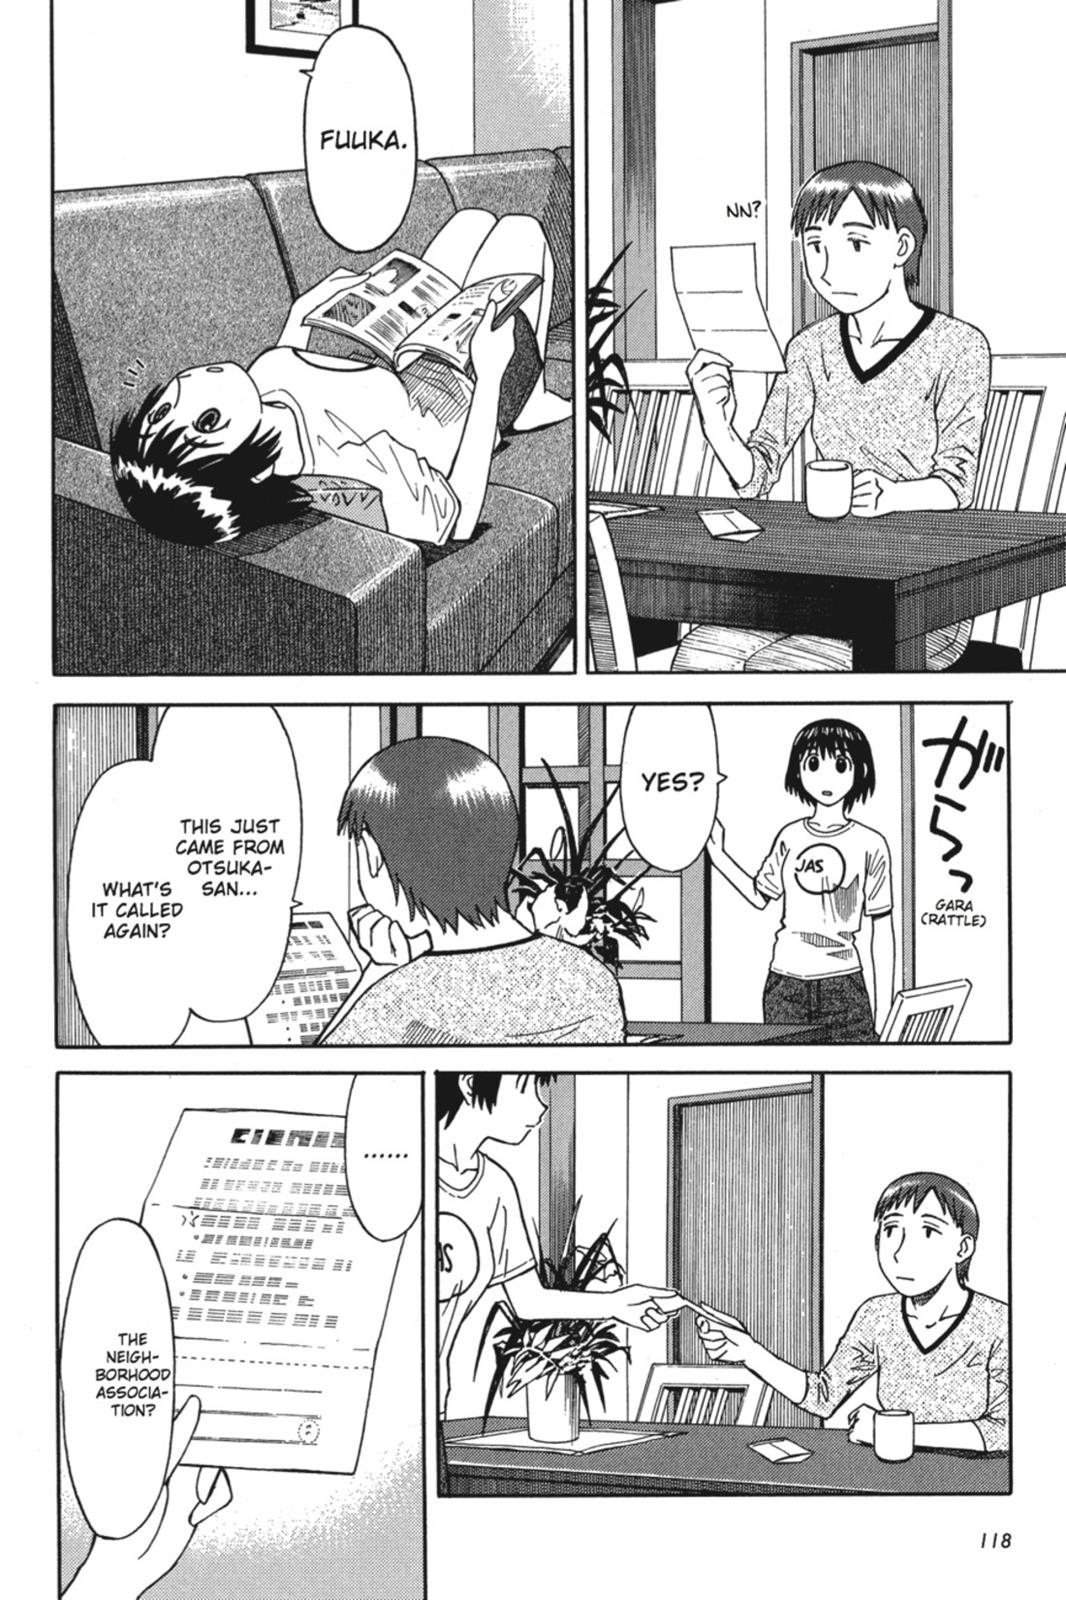 NN?
FUUKA.
がらっ
GARA
(RATTLE)
YES?
JAS
THIS JUST
CAME FROM
OTSUKA-
SAN...
WHAT'S
IT CALLED
AGAIN?
AS
......
THE
NEIGH-
BORHOOD
ASSOCIA-
TION?
118